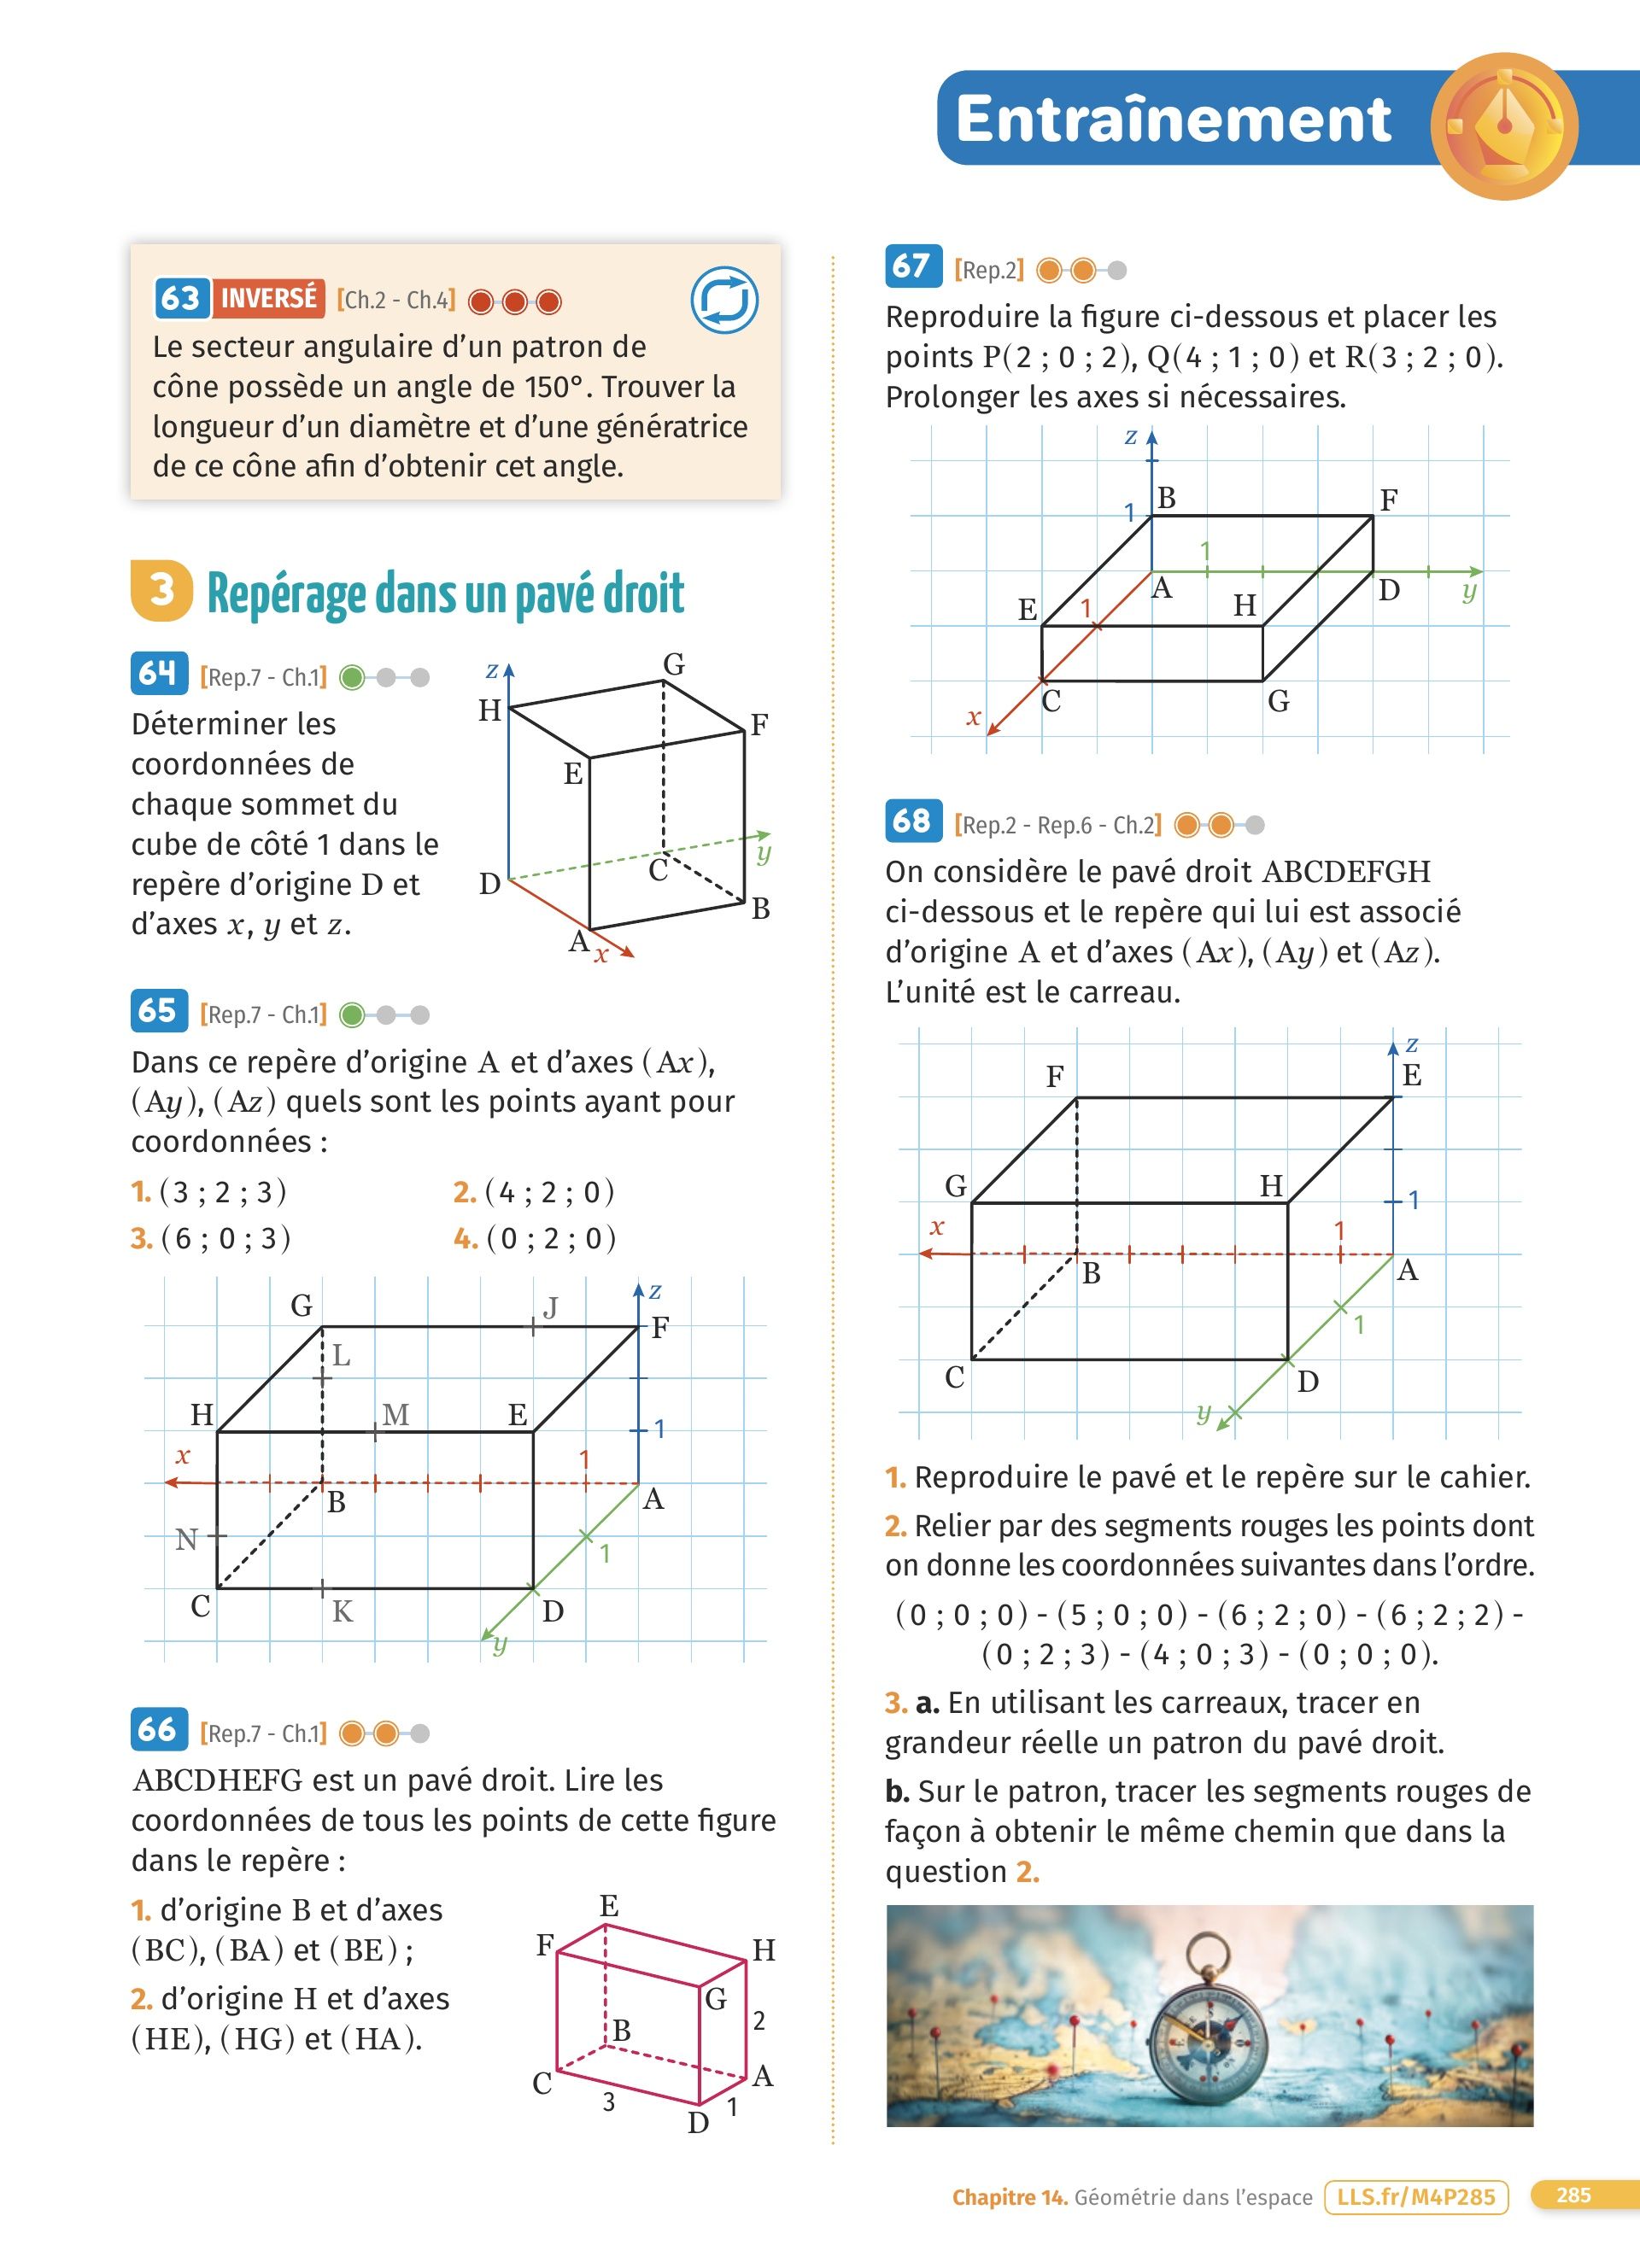 Entraînement
63 INVERSÉ [Ch.2 - Ch.4]
Le secteur angulaire d’un patron de
cône possède un angle de 150°. Trouver la
longueur d’un diamètre et d’une génératrice
de ce cône afin d’obtenir cet angle.
3 Repérage dans un pavé droit
64 [Rep.7 - Ch.1]
Déterminer les
coordonnées de
chaque sommet du
cube de côté 1 dans le
repère d’origine D et
d’axes x, y et z.
z
G
H
F
E
y
C
D
B
A
x
65 [Rep.7 - Ch.1]
Dans ce repère d’origine A et d’axes (Ax),
(Ay), (Az) quels sont les points ayant pour
coordonnées :
1. (3 ; 2 ; 3) 2. (4 ; 2 ; 0)
3. (6 ; 0 ; 3) 4. (0 ; 2 ; 0)
z
G J F
L
H M E
1
x 1
B A
N
1
C K D
y
66 [Rep.7 - Ch.1]
ABCDHEFG est un pavé droit. Lire les
coordonnées de tous les points de cette figure
dans le repère :
1. d’origine B et d’axes
(BC), (BA) et (BE) ;
2. d’origine H et d’axes
(HE), (HG) et (HA).
E
F H
G
2
B
C A
3 1
D
67 [Rep.2]
Reproduire la figure ci-dessous et placer les
points P(2 ; 0 ; 2), Q(4 ; 1 ; 0) et R(3 ; 2 ; 0).
Prolonger les axes si nécessaires.
z
1 B F
1
A D y
E 1 H
C G
x
68 [Rep.2 - Rep.6 - Ch.2]
On considère le pavé droit ABCDEFGH
ci-dessous et le repère qui lui est associé
d’origine A et d’axes (Ax), (Ay) et (Az).
L’unité est le carreau.
z
F E
G H
1
x 1
B A
1
C D
y
1. Reproduire le pavé et le repère sur le cahier.
2. Relier par des segments rouges les points dont
on donne les coordonnées suivantes dans l’ordre.
(0 ; 0 ; 0) - (5 ; 0 ; 0) - (6 ; 2 ; 0) - (6 ; 2 ; 2) -
(0 ; 2 ; 3) - (4 ; 0 ; 3) - (0 ; 0 ; 0).
3. a. En utilisant les carreaux, tracer en
grandeur réelle un patron du pavé droit.
b. Sur le patron, tracer les segments rouges de
façon à obtenir le même chemin que dans la
question 2.
Chapitre 14. Géométrie dans l’espace LLS.fr/M4P285 285